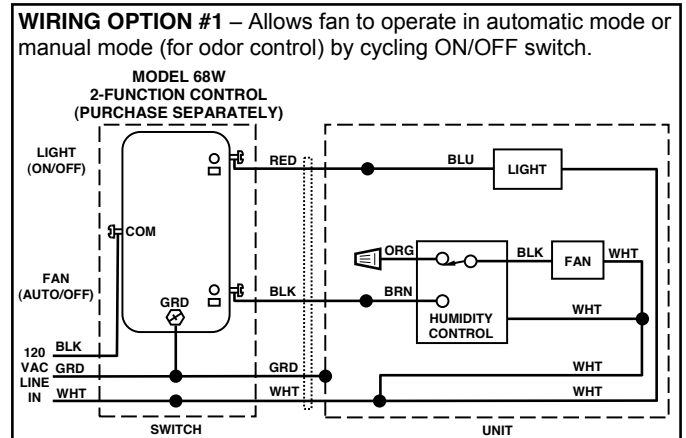 WIRING OPTION #1 – Allows fan to operate in automatic mode or
manual mode (for odor control) by cycling ON/OFF switch.
MODEL 68W
2-FUNCTION CONTROL
(PURCHASE SEPARATELY)
LIGHT
(ON/OFF)
RED
BLU
LIGHT
COM
ORG
BLK
FAN
WHT
FAN
(AUTO/OFF)
GRD
BLK
BRN
HUMIDITY
CONTROL
WHT
120
VAC
LINE
IN
BLK
GRD
GRD
WHT
WHT
WHT
WHT
SWITCH
UNIT